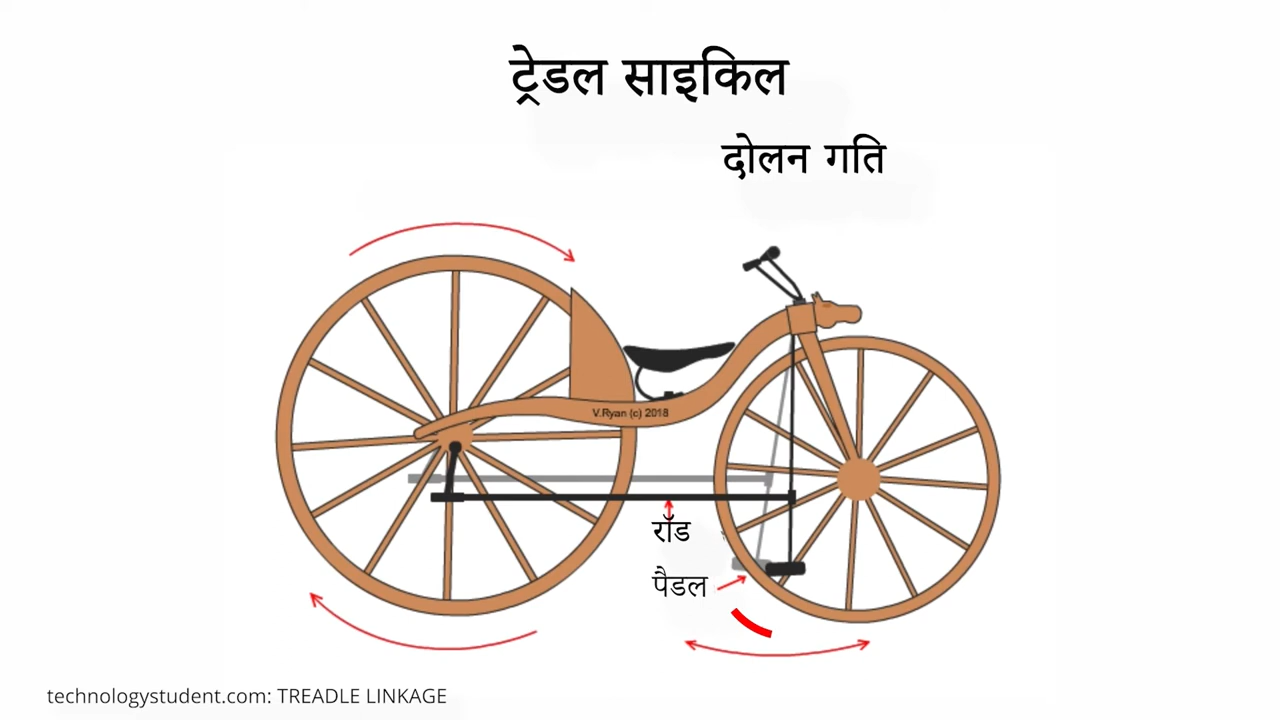 ट्रेडल साइकिल
दोलन गति
V.Ryan (c) 2018
रॉड
पैडल
technologystudent.com: TREADLE LINKAGE